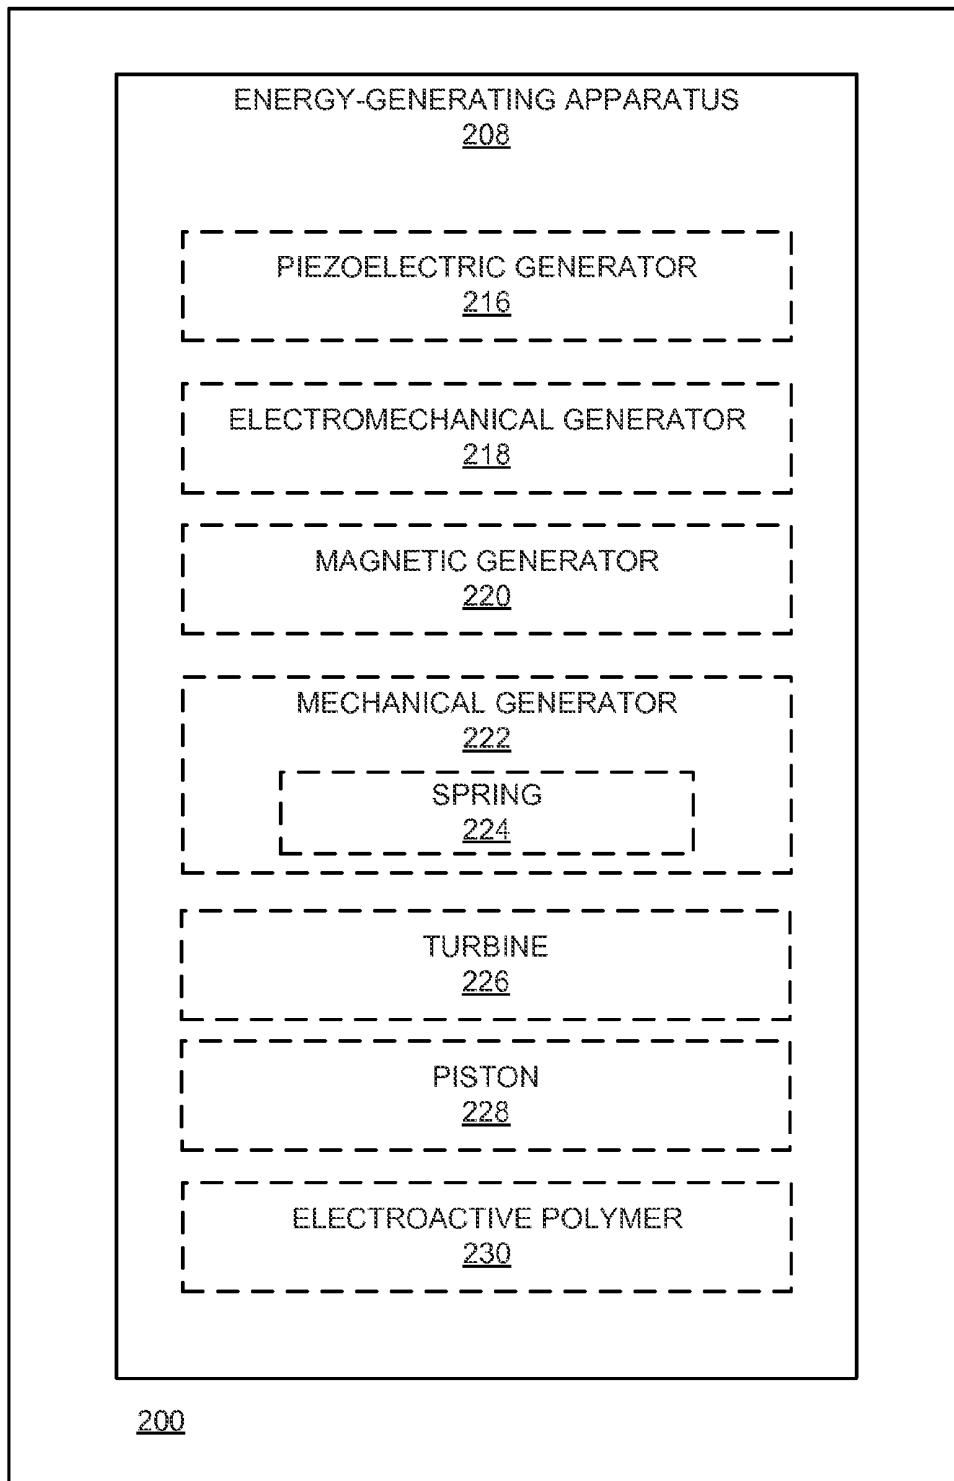 ENERGY-GENERATING APPARATUS
208
PIEZOELECTRIC GENERATOR
216
ELECTROMECHANICAL GENERATOR
218
MAGNETIC GENERATOR
220
MECHANICAL GENERATOR
222
SPRING
224
TURBINE
226
PISTON
228
ELECTROACTIVE POLYMER
230
200